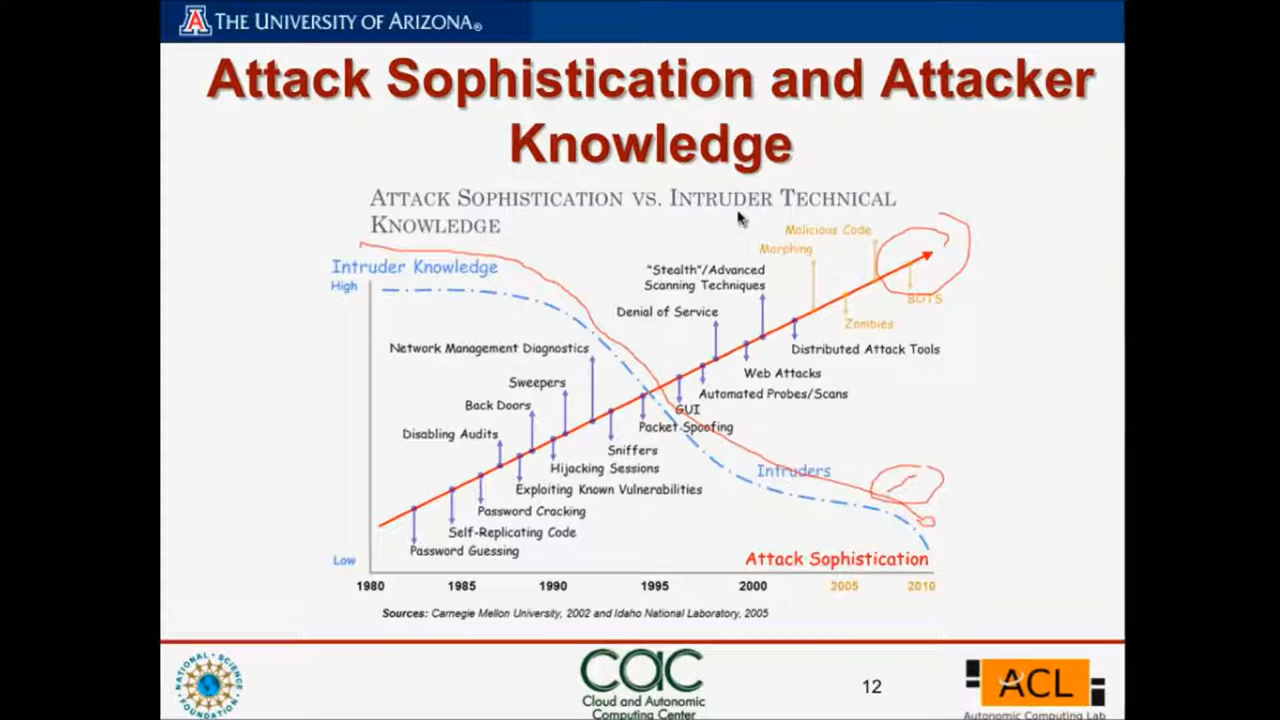 THE UNIVERSITY OF ARIZONA®
Attack Sophistication and Attacker
Knowledge
ATTACK SOPHISTICATION VS. INTRUDER TECHNICAL
KNOWLEDGE
Malicious Code
Morphing
Intruder Knowledge
High
"Stealth"/Advanced
Scanning Techniques
BOTS
Denial of Service
Zombies
Network Management Diagnostics
Distributed Attack Tools
Web Attacks
Sweepers
Automated Probes/Scans
Back Doors
GUI
Packet Spoofing
Disabling Audits
Sniffers
Hijacking Sessions
Intruders
Exploiting Known Vulnerabilities
Password Cracking
Self-Replicating Code
Password Guessing
Low
Attack Sophistication
1980 1985 1990 1995 2000 2005 2010
Sources: Carnegie Mellon University, 2002 and Idaho National Laboratory, 2005
NATIONAL SCIENCE FOUNDATION
cac
Cloud and Autonomic
Computing Center
12
ACL
Autonomic Computing Lab